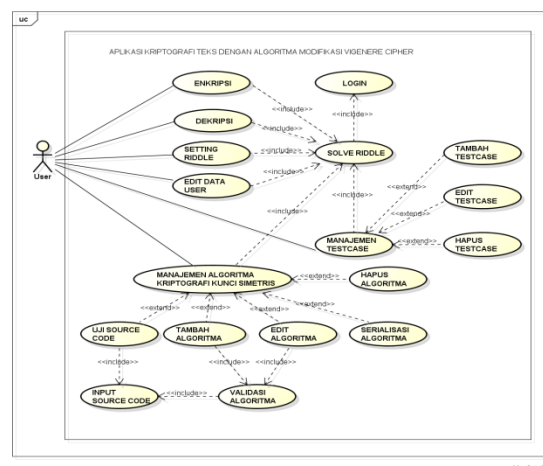 uc
APLIKASI KRIPTOGRAFI TEKS DENGAN ALGORITMA MODIFIKASI VIGENERE CIPHER
ENKRIPSI
LOGIN
<<include>>
<<include>>
DEKRIPSI
<<include>>
SETTING
RIDDLE
<<include>>
SOLVE RIDDLE
TAMBAH
TESTCASE
User
EDIT DATA
USER
<<include>>
<<extend>>
<<include>>
EDIT
TESTCASE
<<include>>
<<extend>>
MANAJEMEN
TESTCASE
<<extend>>
HAPUS
TESTCASE
MANAJEMEN ALGORITMA
KRIPTOGRAFI KUNCI SIMETRIS
<<extend>>
HAPUS
ALGORITMA
<<extend>>
<<extend>>
<<extend>>
<<extend>>
UJI SOURCE
CODE
TAMBAH
ALGORITMA
EDIT
ALGORITMA
SERIALISASI
ALGORITMA
<<include>>
<<include>>
<<include>>
INPUT
SOURCE CODE
<<include>>
VALIDASI
ALGORITMA